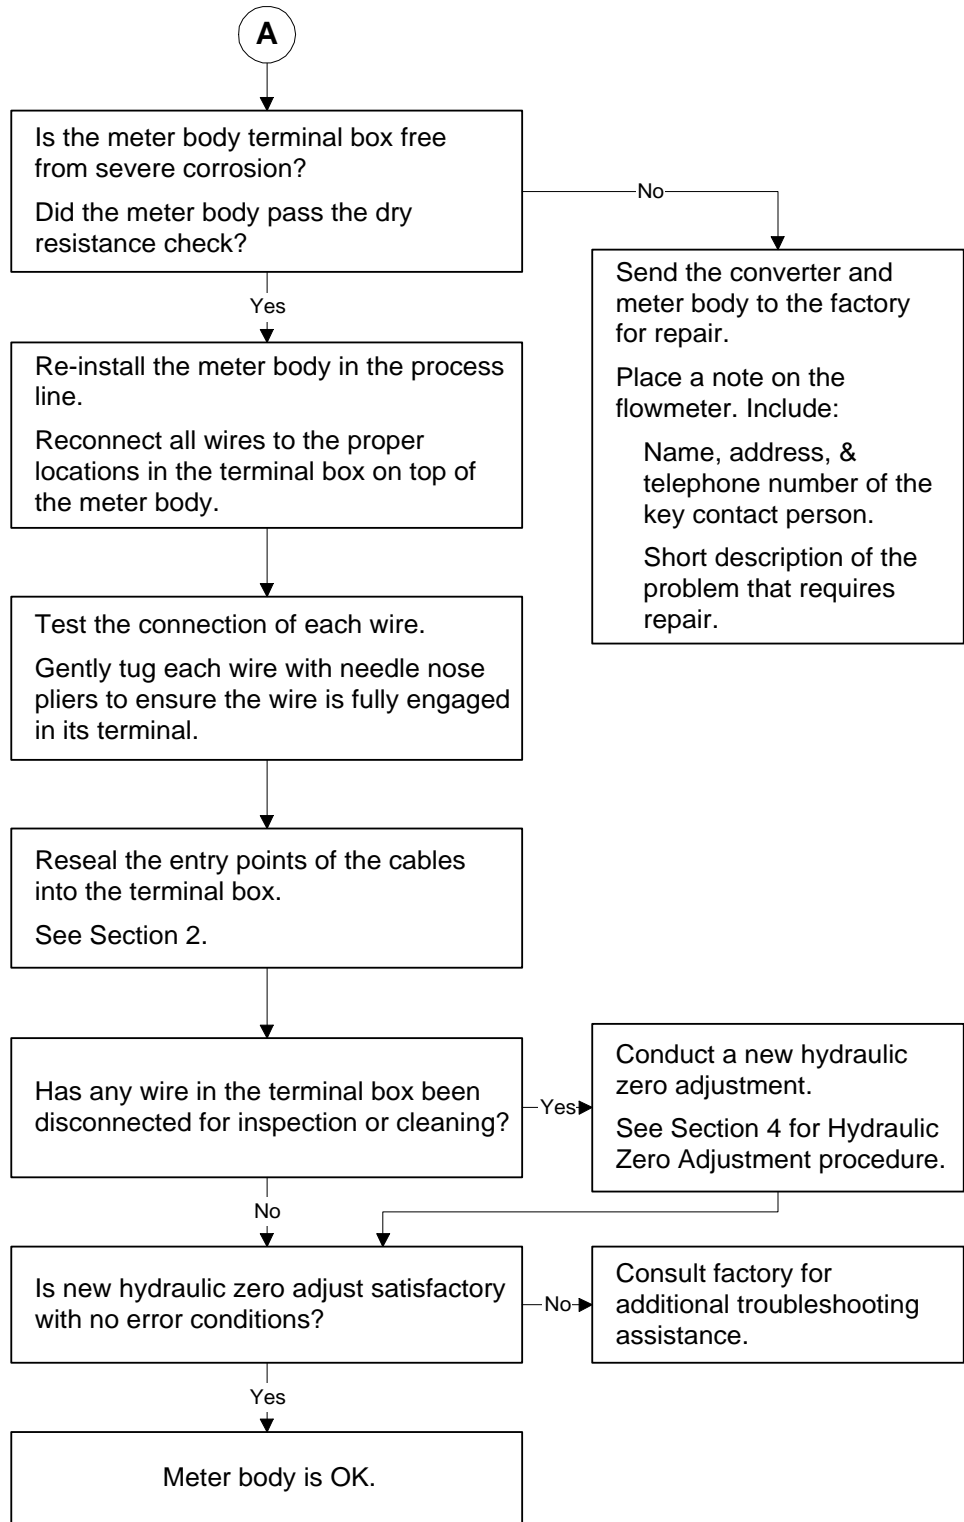 A
Is the meter body terminal box free
from severe corrosion?
Did the meter body pass the dry
resistance check?
No
Yes
Send the converter and
meter body to the factory
for repair.
Place a note on the
flowmeter. Include:
Name, address, &
telephone number of the
key contact person.
Short description of the
problem that requires
repair.
Re-install the meter body in the process
line.
Reconnect all wires to the proper
locations in the terminal box on top of
the meter body.
Test the connection of each wire.
Gently tug each wire with needle nose
pliers to ensure the wire is fully engaged
in its terminal.
Reseal the entry points of the cables
into the terminal box.
See Section 2.
Has any wire in the terminal box been
disconnected for inspection or cleaning?
Yes
Conduct a new hydraulic
zero adjustment.
See Section 4 for Hydraulic
Zero Adjustment procedure.
No
Is new hydraulic zero adjust satisfactory
with no error conditions?
No
Consult factory for
additional troubleshooting
assistance.
Yes
Meter body is OK.